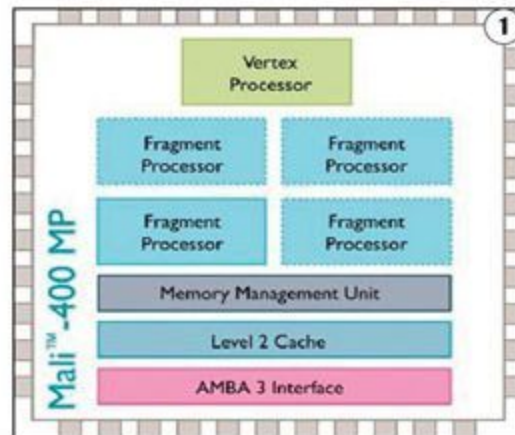 1
Vertex
Processor
Fragment
Processor
Fragment
Processor
Fragment
Processor
Fragment
Processor
Memory Management Unit
Level 2 Cache
AMBA 3 Interface
Mali™-400 MP